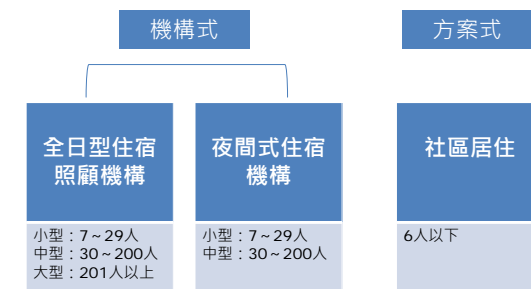 機構式
方案式
全日型住宿
照顧機構
夜間式住宿
機構
社區居住
小型：7～29人
中型：30～200人
大型：201人以上
小型：7～29人
中型：30～200人
6人以下